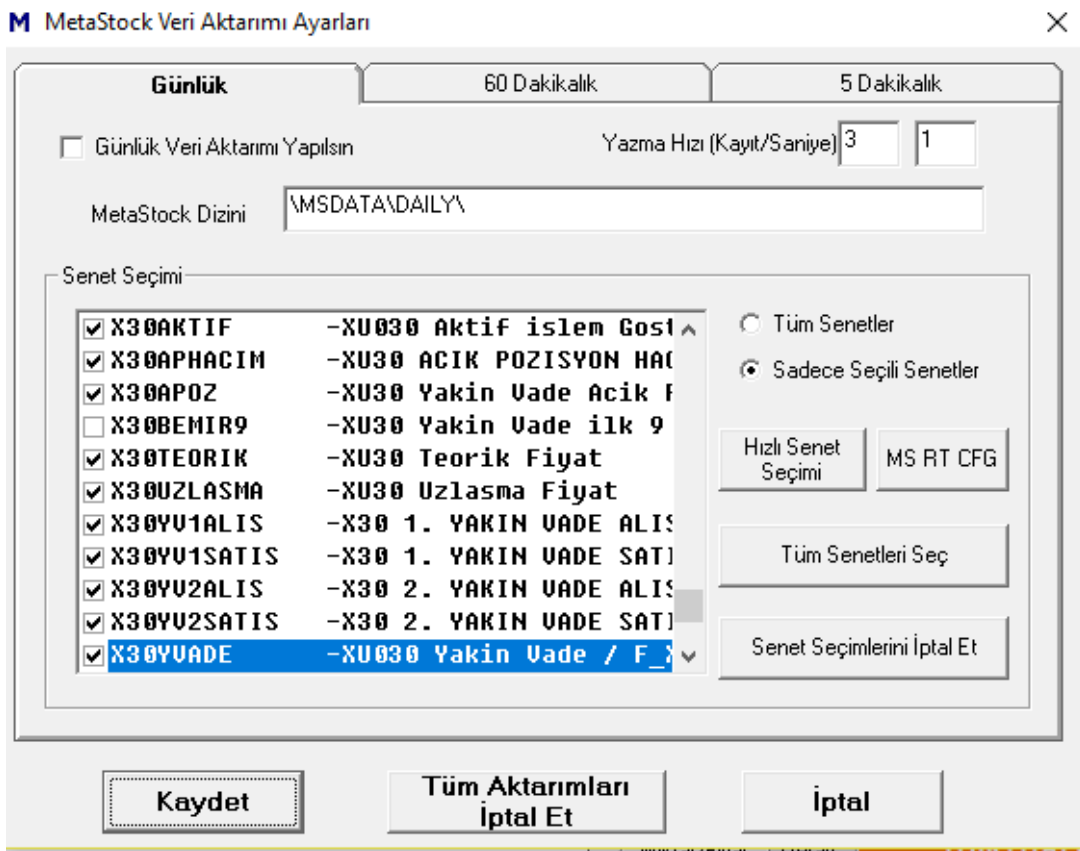 M MetaStock Veri Aktarımı Ayarları
Günlük 60 Dakikalık 5 Dakikalık
Günlük Veri Aktarımı Yapılsın Yazma Hızı (Kayıt/Saniye) 3 1
MetaStock Dizini \MSDATA\DAILY\
Senet Seçimi
X30AKTIF -XU030 Aktif islem Gost
X30APHACIM -XU30 ACIK POZISYON HAC
X30APOZ -XU30 Yakin Vade Acik P
X30BEMIR9 -XU30 Yakin Vade ilk 9
X30TEORIK -XU30 Teorik Fiyat
X30UZLASMA -XU30 Uzlasma Fiyat
X30YV1ALIS -X30 1. YAKIN VADE ALIS
X30YV1SATIS -X30 1. YAKIN VADE SATI
X30YV2ALIS -X30 2. YAKIN VADE ALIS
X30YV2SATIS -X30 2. YAKIN VADE SATI
X30YVADE -XU030 Yakin Vade / F_X
Tüm Senetler
Sadece Seçili Senetler
Hızlı Senet
Seçimi
MS RT CFG
Tüm Senetleri Seç
Senet Seçimlerini İptal Et
Kaydet
Tüm Aktarımları
İptal Et
İptal